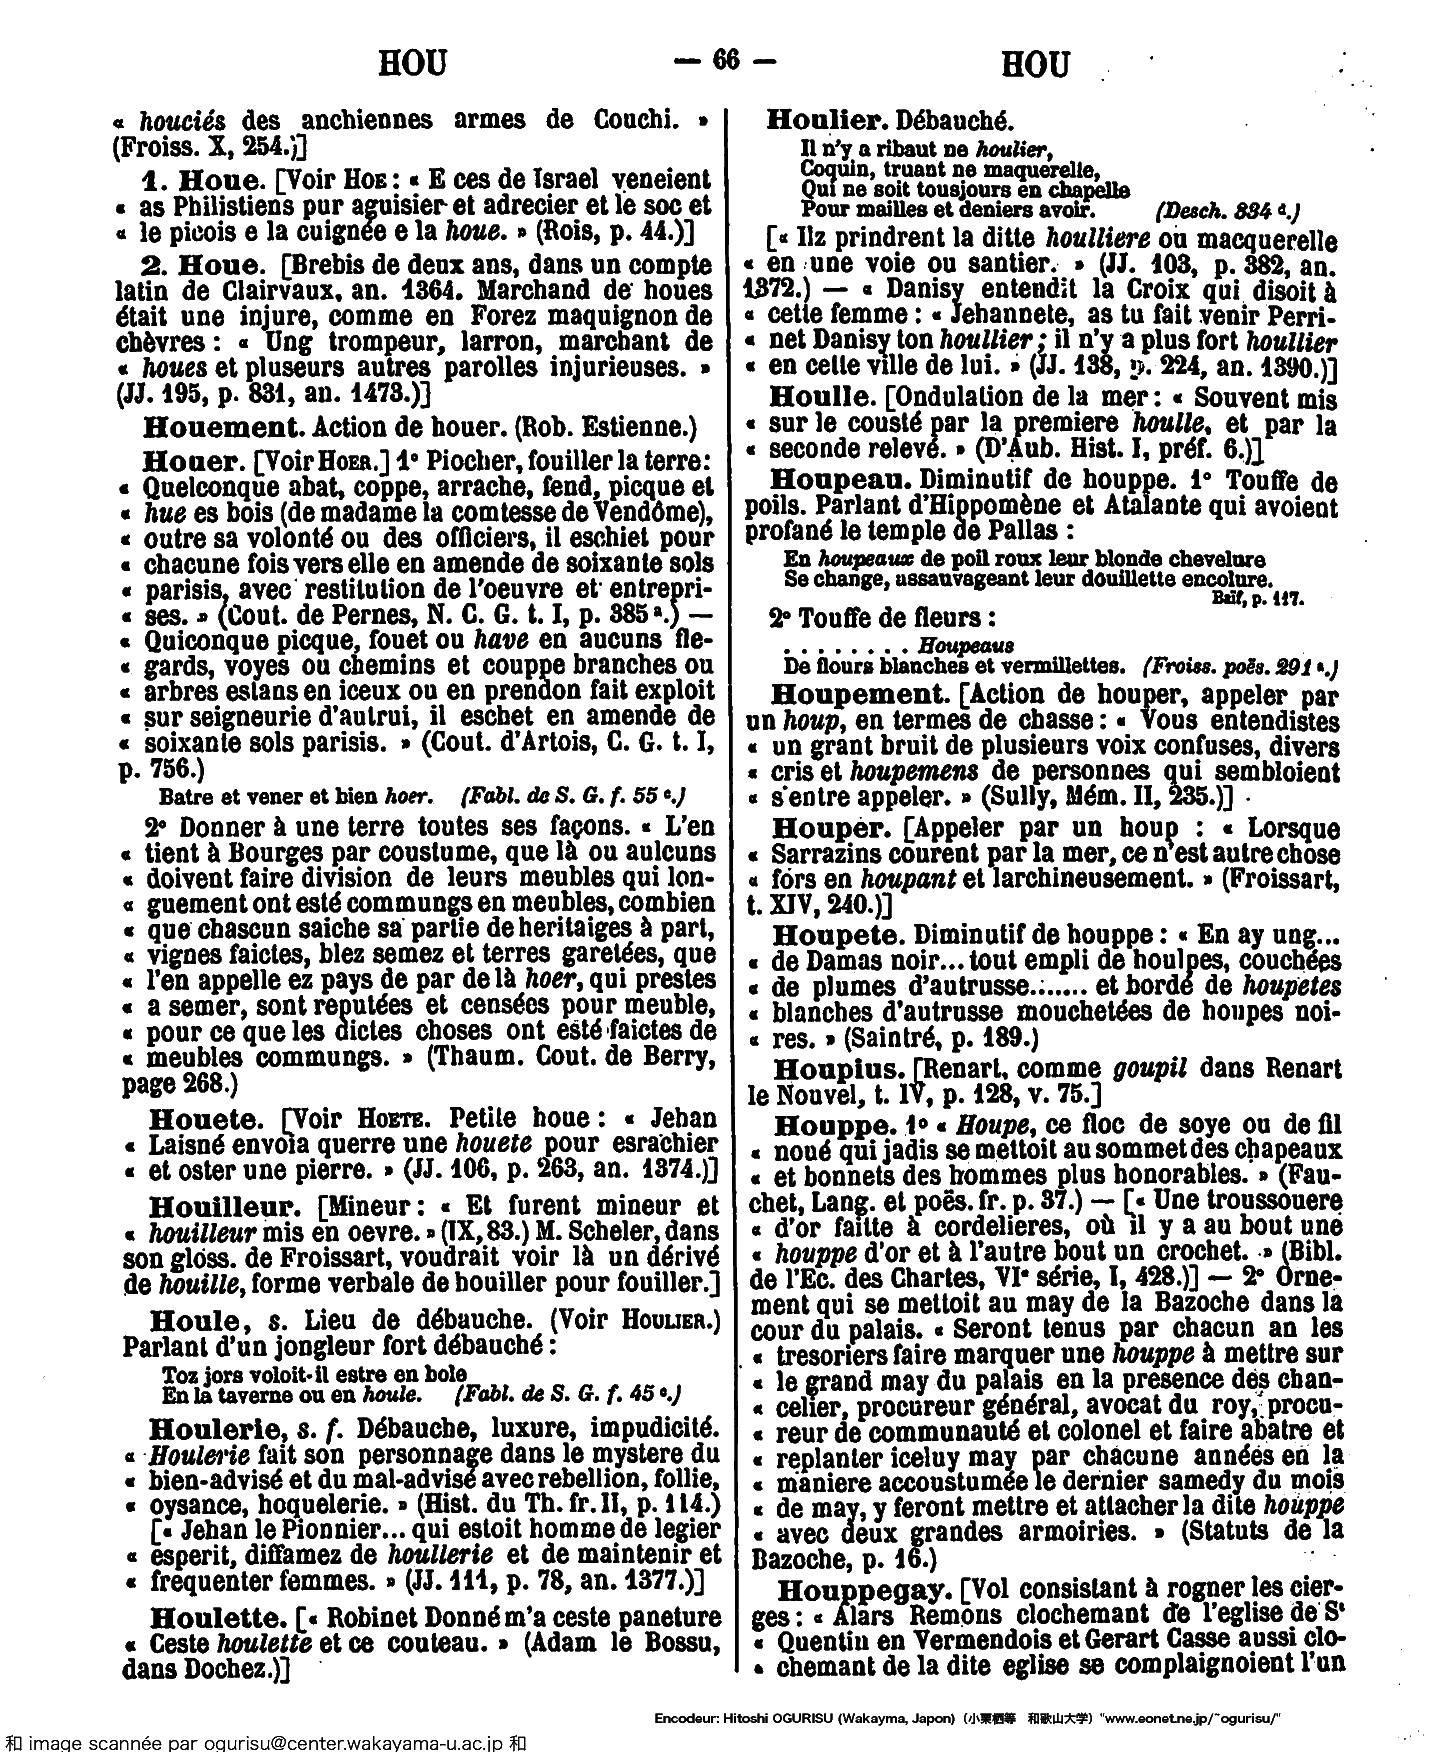 HOU — 66 — HOU
« houciés des anchiennes armes de Couchi. »
(Froiss. X, 254.)]
1. Houe. [Voir HOE : « E ces de Israel veneient
« as Philistiens pur aguisier et adrecier et le soc et
« le picois e la cuignée e la houe. » (Rois, p. 44.)]
2. Houe. [Brebis de deux ans, dans un compte
latin de Clairvaux, an. 1364. Marchand de houes
était une injure, comme en Forez maquignon de
chèvres : « Ung trompeur, larron, marchant de
« houes et pluseurs autres parolles injurieuses. »
(JJ. 195, p. 831, an. 1473.)]
Houement. Action de houer. (Rob. Estienne.)
Houer. [Voir HOER.] 1° Piocher, fouiller la terre:
« Quelconque abat, coppe, arrache, fend, picque et
« hue es bois (de madame la comtesse de Vendôme),
« outre sa volonté ou des officiers, il eschiet pour
« chacune fois vers elle en amende de soixante sols
« parisis, avec restitution de l'oeuvre et entrepri-
« ses. » (Cout. de Pernes, N. C. G. t. I, p. 385 ª.) —
« Quiconque picque, fouet ou have en aucuns fle-
« gards, voyes ou chemins et couppe branches ou
« arbres estans en iceux ou en prendon fait exploit
« sur seigneurie d'autrui, il eschet en amende de
« soixante sols parisis. » (Cout. d'Artois, C. G. t. I,
p. 756.)
Batre et vener et bien hoer. (Fabl. de S. G. f. 55 c.)
2° Donner à une terre toutes ses façons. « L'en
« tient à Bourges par coustume, que là ou aulcuns
« doivent faire division de leurs meubles qui lon-
« guement ont esté commungs en meubles, combien
« que chascun saiche sa partie de heritaiges à part,
« vignes faictes, blez semez et terres garetées, que
« l'en appelle ez pays de par de là hoer, qui prestes
« a semer, sont reputées et censées pour meuble,
« pour ce que les dictes choses ont esté faictes de
« meubles commungs. » (Thaum. Cout. de Berry,
page 268.)
Houete. [Voir HOETE. Petite houe : « Jehan
« Laisné envoia querre une houete pour esrachier
« et oster une pierre. » (JJ. 106, p. 263, an. 1374.)]
Houilleur. [Mineur : « Et furent mineur et
« houilleur mis en oevre. » (IX, 83.) M. Scheler, dans
son gloss. de Froissart, voudrait voir là un dérivé
de houille, forme verbale de houiller pour fouiller.]
Houle, s. Lieu de débauche. (Voir HOULIER.)
Parlant d'un jongleur fort débauché :
Toz jors voloit-il estre en bole
En la taverne ou en houle. (Fabl. de S. G. f. 45 c.)
Houlerie, s. f. Débauche, luxure, impudicité.
« Houlerie fait son personnage dans le mystere du
« bien-advisé et du mal-advisé avec rebellion, follie,
« oysance, hoquelerie. » (Hist. du Th. fr. II, p. 114.)
[« Jehan le Pionnier... qui estoit homme de legier
« esperit, diffamez de houllerie et de maintenir et
« frequenter femmes. » (JJ. 111, p. 78, an. 1377.)]
Houlette. [« Robinet Donné m'a ceste paneture
« Ceste houlette et ce couteau. » (Adam le Bossu,
dans Dochez.)]
Houlier. Débauché.
Il n'y a ribaut ne houlier,
Coquin, truant ne maquerelle,
Qui ne soit tousjours en chapelle
Pour mailles et deniers avoir. (Desch. 334 d.)
[« Ilz prindrent la ditte houlliere ou macquerelle
« en une voie ou santier. » (JJ. 103, p. 382, an.
1372.) — « Danisy entendit la Croix qui disoit à
« cette femme : « Jehannete, as tu fait venir Perri-
« net Danisy ton houllier ; il n'y a plus fort houllier
« en celle ville de lui. » (JJ. 138, p. 224, an. 1390.)]
Houlle. [Ondulation de la mer : « Souvent mis
« sur le cousté par la premiere houlle, et par la
« seconde relevé. » (D'Aub. Hist. I, préf. 6.)]
Houpeau. Diminutif de houppe. 1° Touffe de
poils. Parlant d'Hippomène et Atalante qui avoient
profané le temple de Pallas :
En houpeaux de poil roux leur blonde chevelure
Se change, assauvageant leur douillette encolure.
Baïf, p. 117.
2° Touffe de fleurs :
. . . . . . . . Houpeaus
De flours blanches et vermillettes. (Froiss. poës. 291 a.)
Houpement. [Action de houper, appeler par
un houp, en termes de chasse : « Vous entendistes
« un grant bruit de plusieurs voix confuses, divers
« cris et houpemens de personnes qui sembloient
« s'entre appeler. » (Sully, Mém. II, 235.)]
Houper. [Appeler par un houp : « Lorsque
« Sarrazins courent par la mer, ce n'est autre chose
« fors en houpant et larchineusement. » (Froissart,
t. XIV, 240.)]
Houpete. Diminutif de houppe : « En ay ung...
« de Damas noir... tout empli de houlpes, couchées
« de plumes d'autrusse....... et bordé de houpetes
« blanches d'autrusse mouchetées de houpes noi-
« res. » (Saintré, p. 189.)
Houpius. [Renart, comme goupil dans Renart
le Nouvel, t. IV, p. 128, v. 75.]
Houppe. 1° « Houpe, ce floc de soye ou de fil
« noué qui jadis se mettoit au sommet des chapeaux
« et bonnets des hommes plus honorables. » (Fau-
chet, Lang. et poës. fr. p. 37.) — [« Une troussouere
« d'or faitte à cordelieres, où il y a au bout une
« houppe d'or et à l'autre bout un crochet. » (Bibl.
de l'Ec. des Chartes, VIe série, I, 428.)] — 2° Orne-
ment qui se mettoit au may de la Bazoche dans la
cour du palais. « Seront tenus par chacun an les
« tresoriers faire marquer une houppe à mettre sur
« le grand may du palais en la presence des chan-
« celier, procureur général, avocat du roy, procu-
« reur de communauté et colonel et faire abatre et
« replanter iceluy may par chacune années en la
« maniere accoustumée le dernier samedy du mois
« de may, y feront mettre et attacher la dite houppe
« avec deux grandes armoiries. » (Statuts de la
Bazoche, p. 16.)
Houppegay. [Vol consistant à rogner les cier-
ges : « Alars Remons clochemant de l'eglise de St
« Quentin en Vermendois et Gerart Casse aussi clo-
« chemant de la dite eglise se complaignoient l'un
Encodeur: Hitoshi OGURISU (Wakayma, Japon) (小栗栖等 和歌山大学) "www.eonet.ne.jp/~ogurisu/"
和 image scannée par ogurisu@center.wakayama-u.ac.jp 和